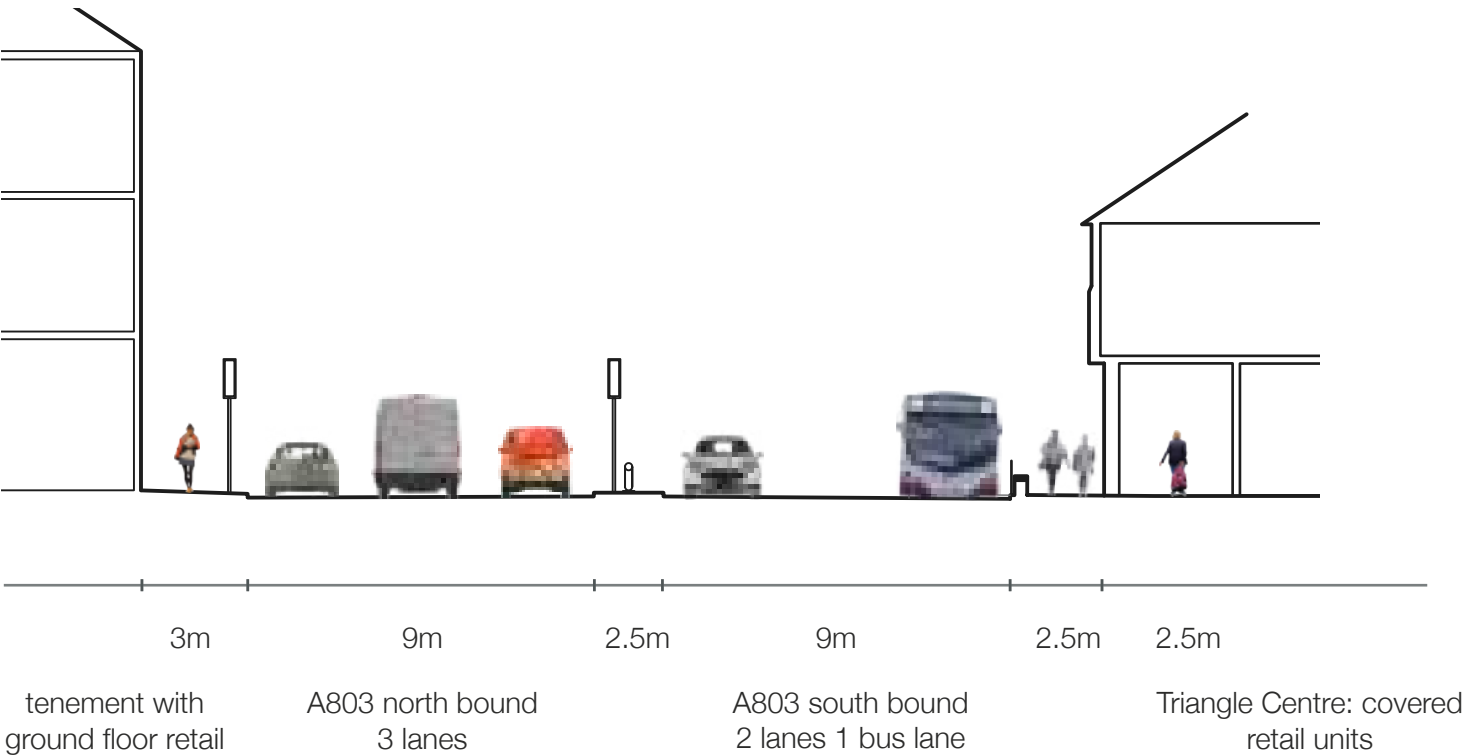 3m 9m 2.5m 9m 2.5m 2.5m
tenement with
ground floor retail
A803 north bound
3 lanes
A803 south bound
2 lanes 1 bus lane
Triangle Centre: covered
retail units